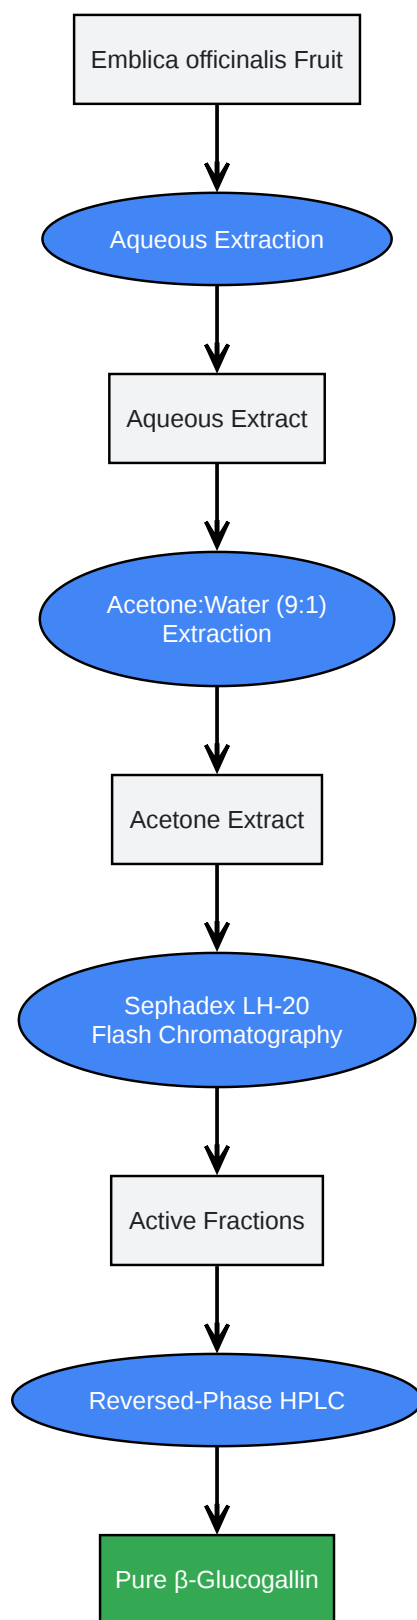 Emblica officinalis Fruit
Aqueous Extraction
Aqueous Extract
Acetone:Water (9:1)
Extraction
Acetone Extract
Sephadex LH-20
Flash Chromatography
Active Fractions
Reversed-Phase HPLC
Pure β-Glucogallin